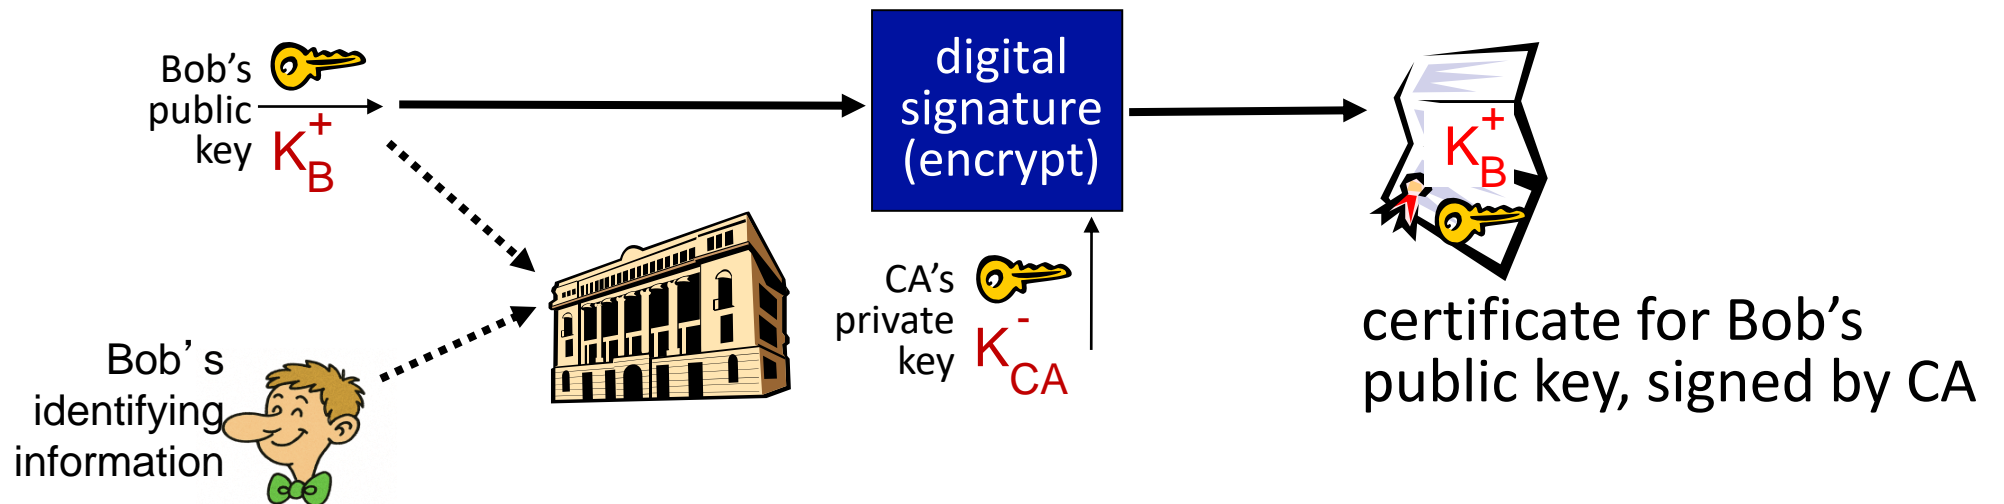 Bob's
public
key
K+B
digital
signature
(encrypt)
K+B
CA's
private
key
K-CA
certificate for Bob's
public key, signed by CA
Bob's
identifying
information